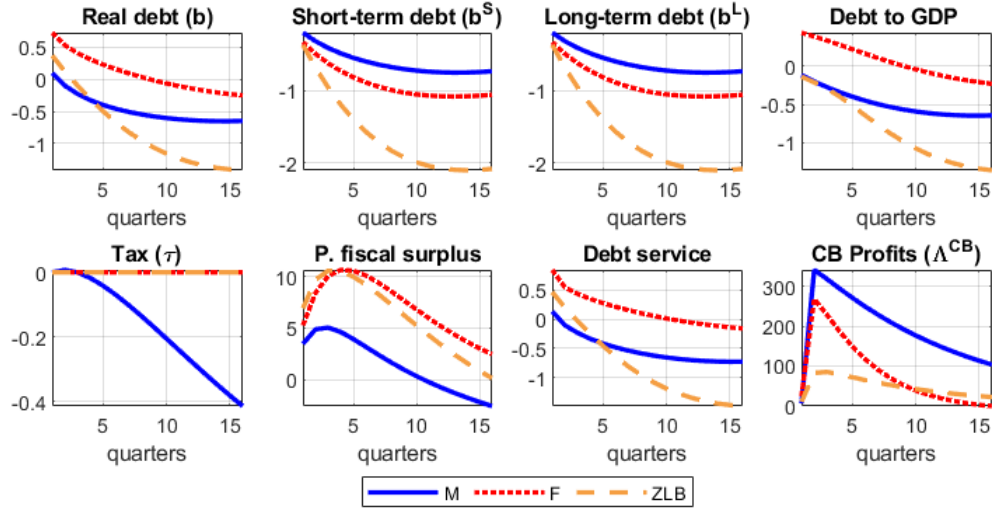 Real debt (b)
0.5
0
-0.5
-1
5 10 15
quarters
Short-term debt (b^S)
-1
-2
5 10 15
quarters
Long-term debt (b^L)
-1
-2
5 10 15
quarters
Debt to GDP
0
-0.5
-1
5 10 15
quarters
Tax (τ)
0
-0.2
-0.4
5 10 15
quarters
P. fiscal surplus
10
5
0
5 10 15
quarters
Debt service
0.5
0
-0.5
-1
5 10 15
quarters
CB Profits (Λ^CB)
300
200
100
0
5 10 15
quarters
M F ZLB